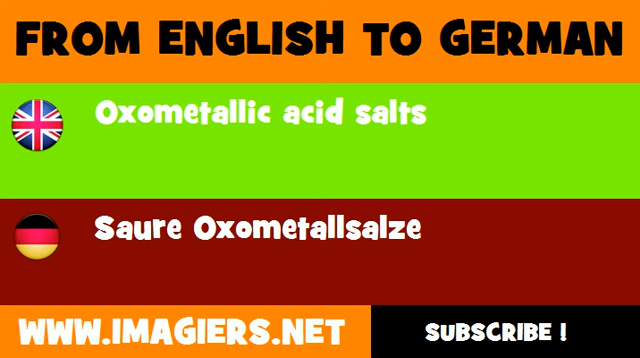 FROM ENGLISH TO GERMAN
Oxometallic acid salts
Saure Oxometallsalze
WWW.IMAGIERS.NET
SUBSCRIBE !